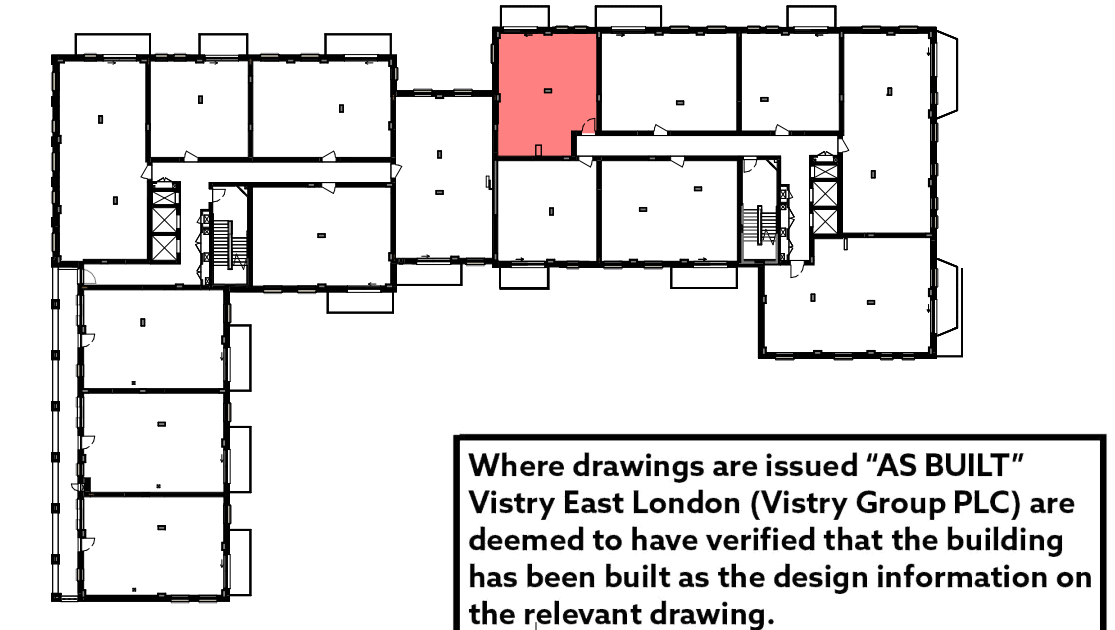 Where drawings are issued “AS BUILT”
Vistry East London (Vistry Group PLC) are
deemed to have verified that the building
has been built as the design information on
the relevant drawing.